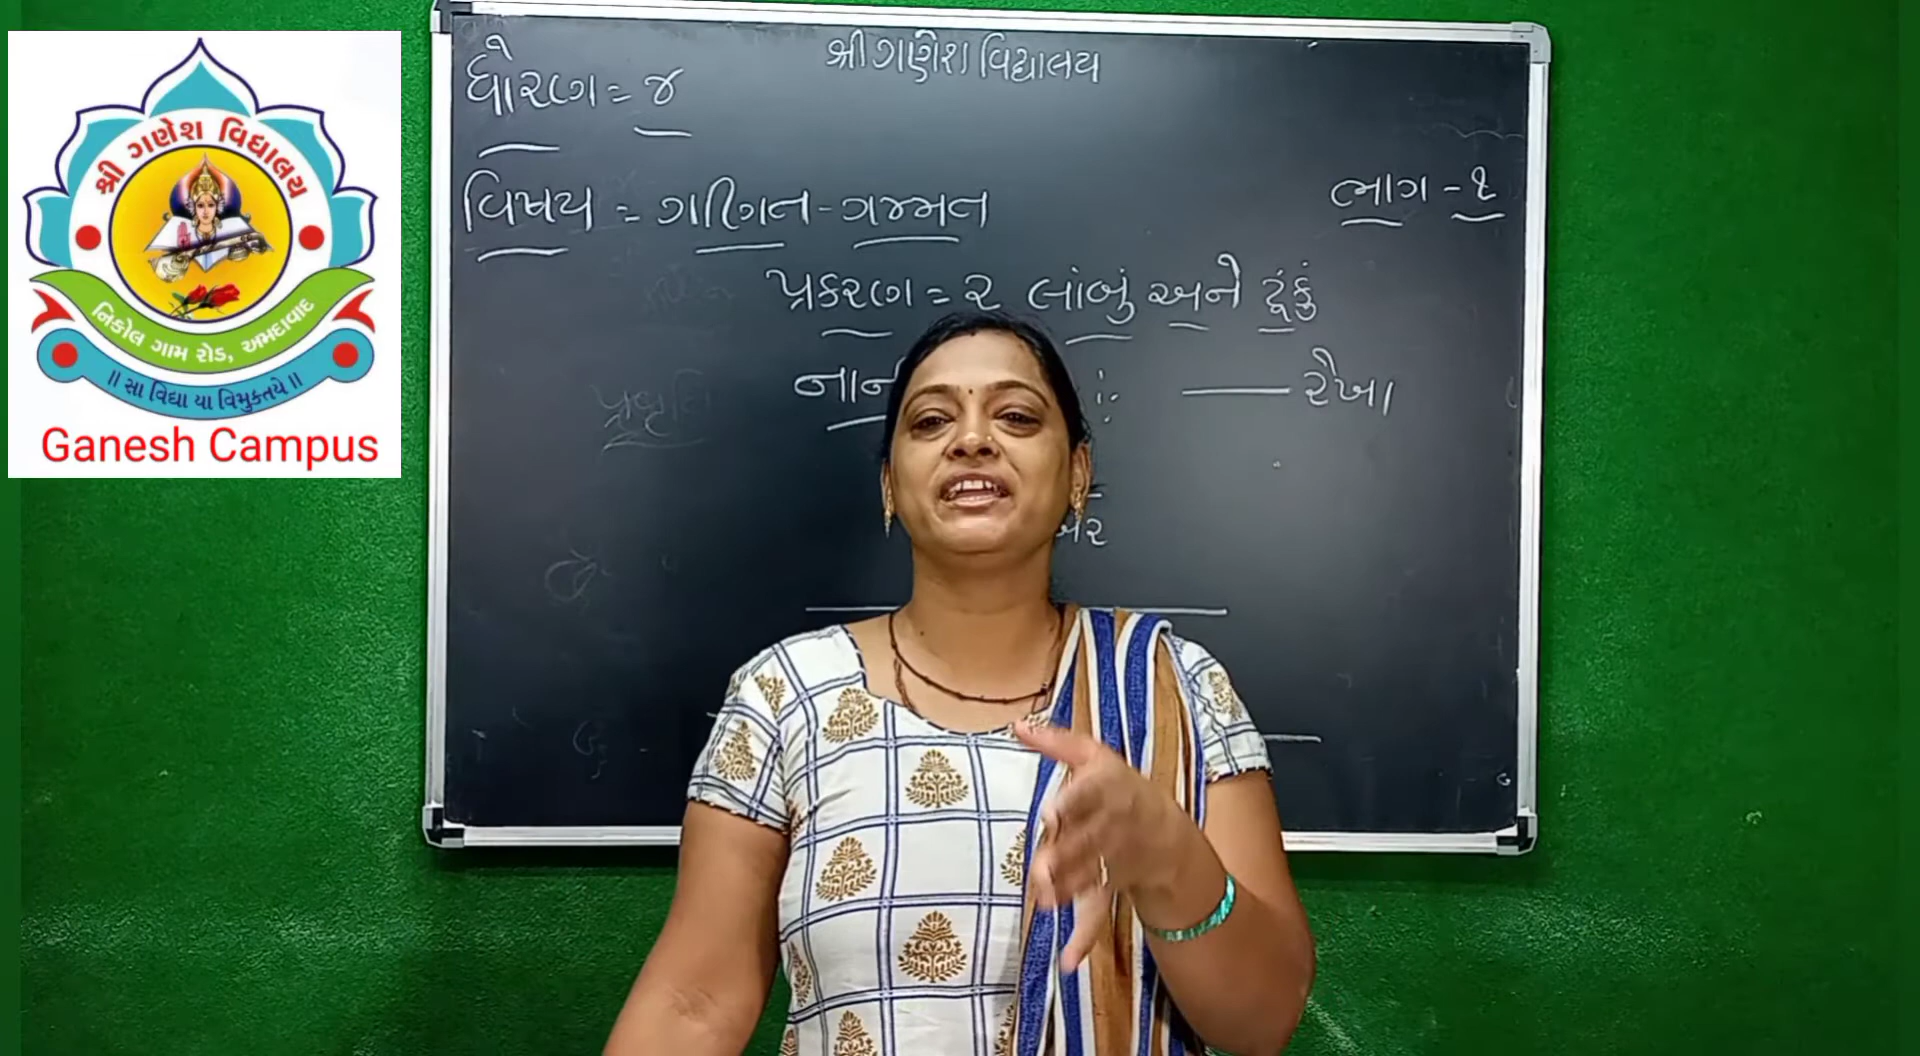 શ્રી ગણેશ વિદ્યાલય
નિકોલ ગામ રોડ, અમદાવાદ
॥ સા વિદ્યા યા વિમુક્તયે ॥
Ganesh Campus
શ્રી ગણેશ વિદ્યાલય
ધોરણ = ૪
વિષય = ગણિત - ગમ્મત
ભાગ - ૧
પ્રકરણ = ૨ લાંબું અને ટૂંકું
રેખા